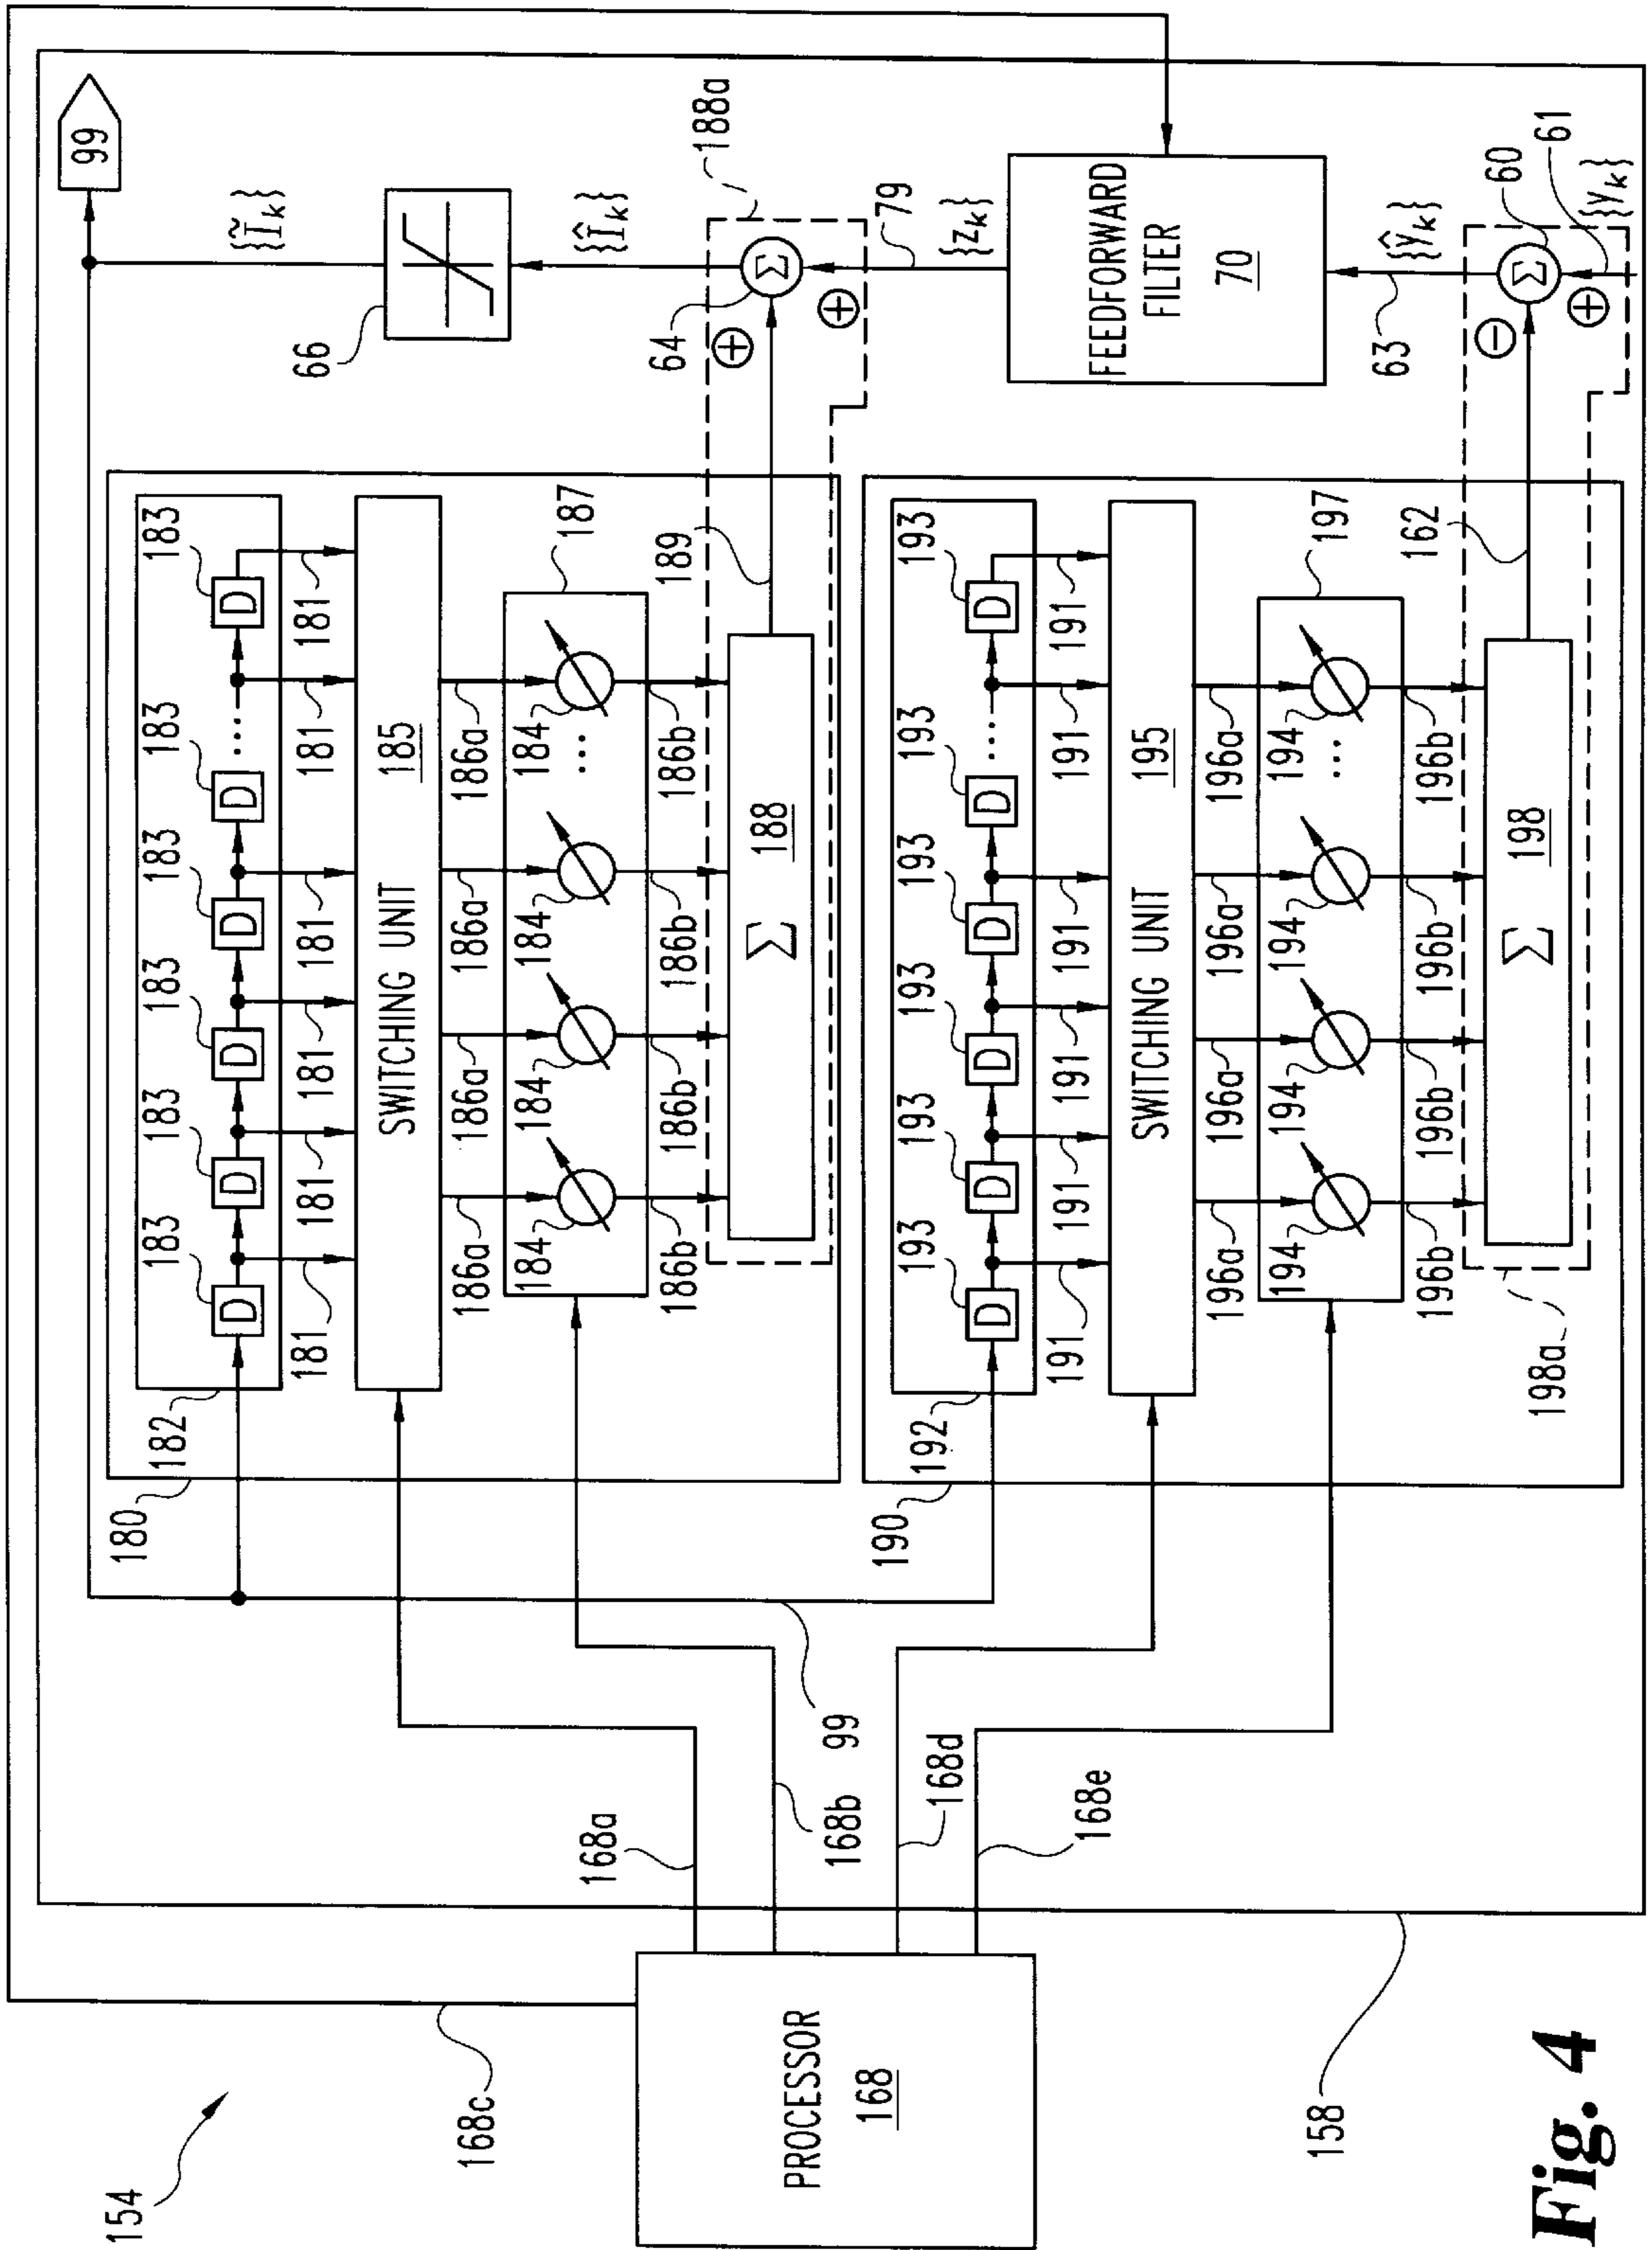 154
168c
PROCESSOR
168
158
168a
168b
99
168d
168e
180
182
183 183 183 183 183 183
D D D D D ... D
181 181 181 181 181 181
SWITCHING UNIT 185
186a 186a 186a 186a
187
184 184 184 184
...
186b 186b 186b 186b
Σ 188
189
190
192
193 193 193 193 193 193
D D D D D ... D
191 191 191 191 191 191
SWITCHING UNIT 195
196a 196a 196a 196a
197
194 194 194 194
...
196b 196b 196b 196b
Σ 198
198a
162
99
{Ĩk}
66
{Îk}
188a
64
Σ
+
+
79
{zk}
FEEDFORWARD
FILTER
70
63
{ŷk}
60
Σ
−
+
61
{yk}
Fig. 4